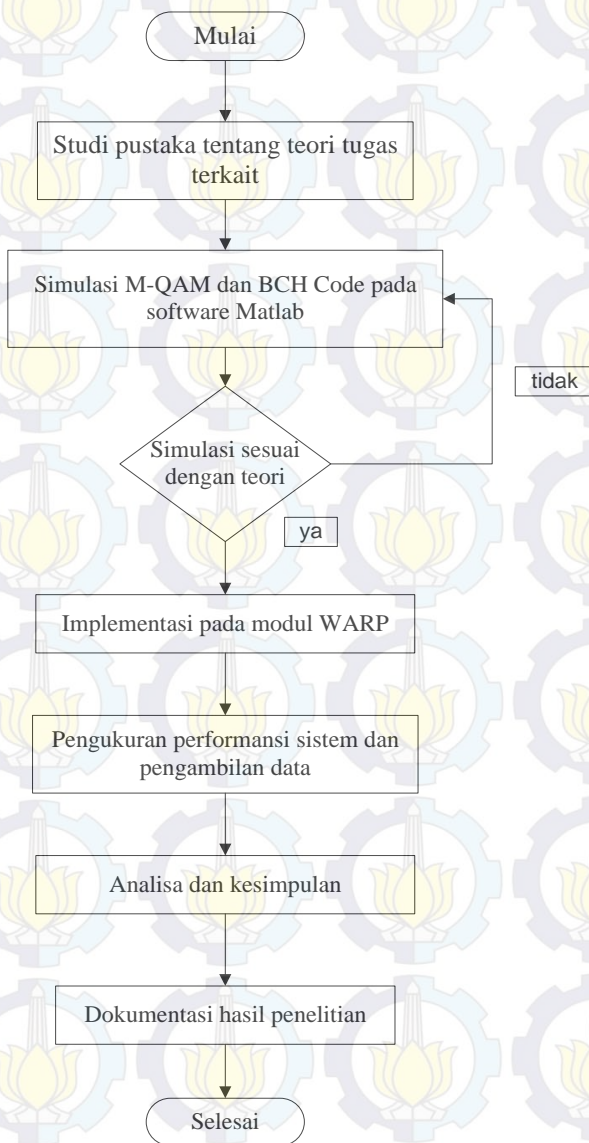 Mulai
Studi pustaka tentang teori tugas
terkait
Simulasi M-QAM dan BCH Code pada
software Matlab
tidak
Simulasi sesuai
dengan teori
ya
Implementasi pada modul WARP
Pengukuran performansi sistem dan
pengambilan data
Analisa dan kesimpulan
Dokumentasi hasil penelitian
Selesai